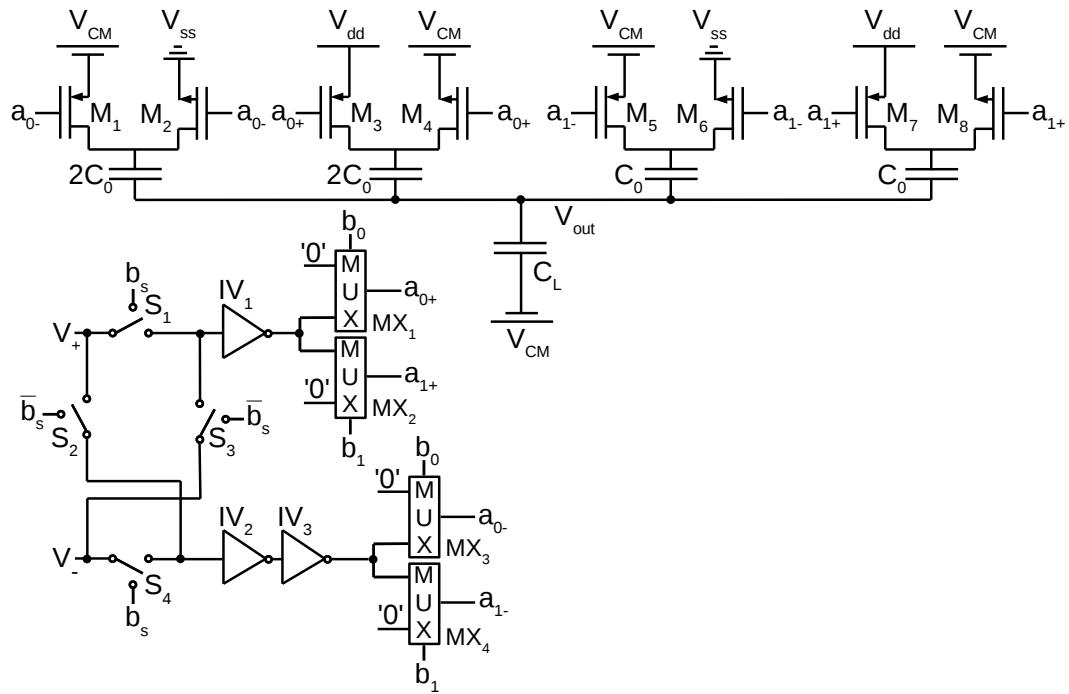 V_CM V_ss V_dd V_CM V_CM V_ss V_dd V_CM
a_0- M_1 M_2 a_0- a_0+ M_3 M_4 a_0+ a_1- M_5 M_6 a_1- a_1+ M_7 M_8 a_1+
2C_0 2C_0 C_0 C_0
V_out
C_L
V_CM
b_0
'0' MUX a_0+
MX_1
b_s S_1 IV_1
V_+
MUX a_1+
'0' MX_2
b_1
b̅_s S_2 S_3 b̅_s
b_0
'0' MUX a_0-
MX_3
IV_2 IV_3
V_-
S_4
b_s
MUX a_1-
'0' MX_4
b_1